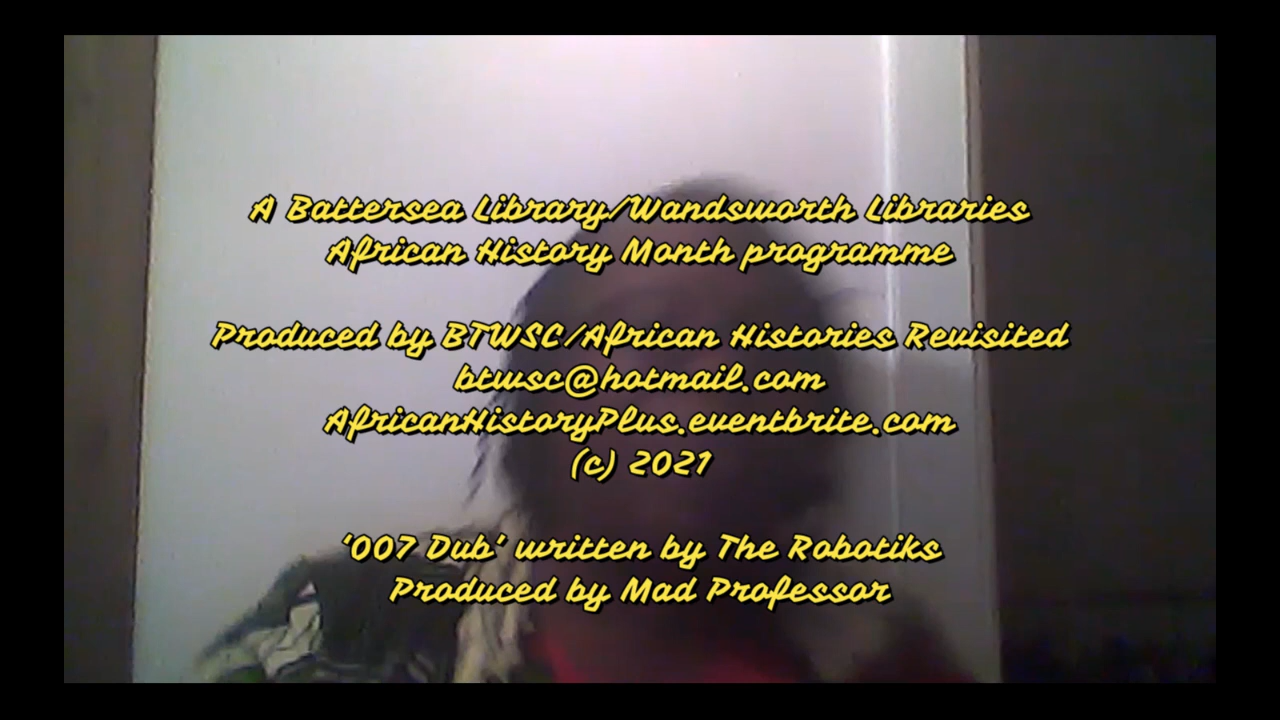 A Battersea Library/Wandsworth Libraries
African History Month programme
Produced by BTWSC/African Histories Revisited
btwsc@hotmail.com
AfricanHistoryPlus.eventbrite.com
(c) 2021
‘007 Dub’ written by The Robotiks
Produced by Mad Professor